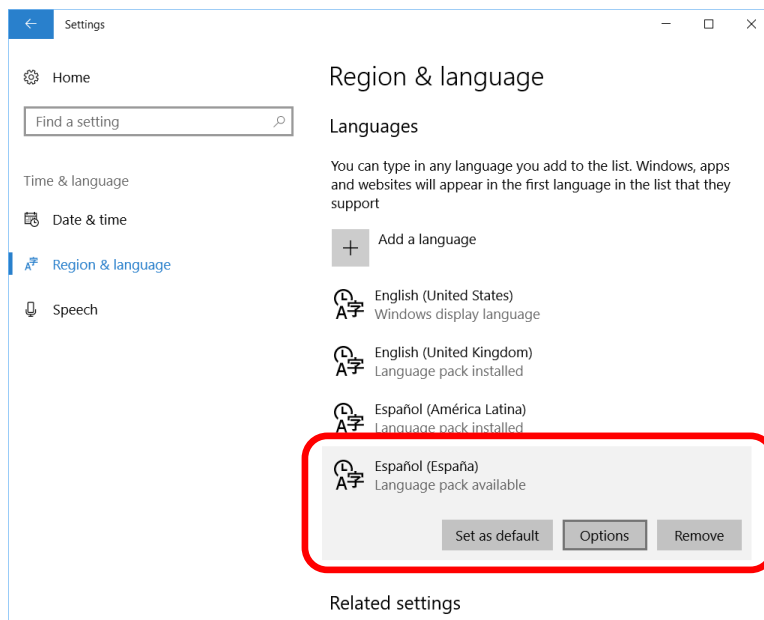 Settings
Home
Find a setting
Time & language
Date & time
Region & language
Speech
Region & language
Languages
You can type in any language you add to the list. Windows, apps
and websites will appear in the first language in the list that they
support
Add a language
English (United States)
Windows display language
English (United Kingdom)
Language pack installed
Español (América Latina)
Language pack installed
Español (España)
Language pack available
Set as default Options Remove
Related settings